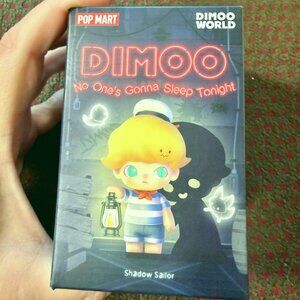 POP MART
DIMOO
WORLD
DIMOO
No One's Gonna Sleep Tonight
Shadow Sailor